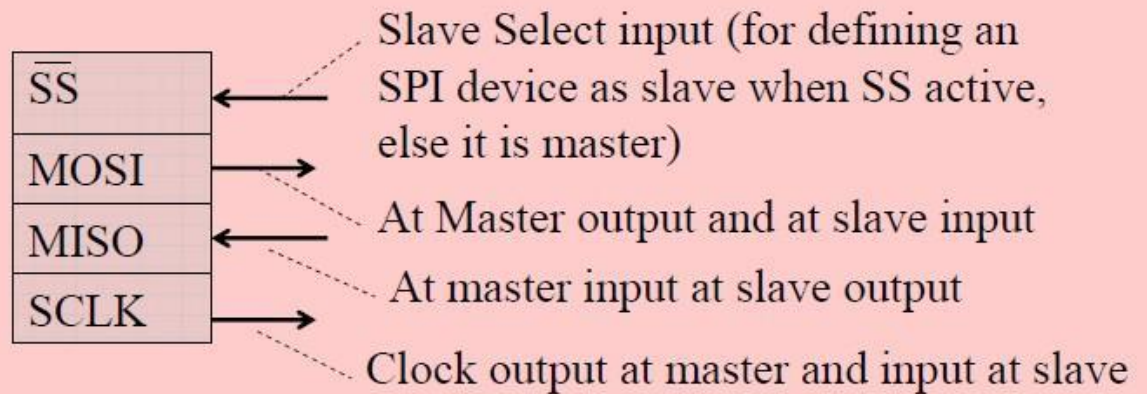 Slave Select input (for defining an
SPI device as slave when SS active,
else it is master)
S̅S̅
MOSI
At Master output and at slave input
MISO
At master input at slave output
SCLK
Clock output at master and input at slave